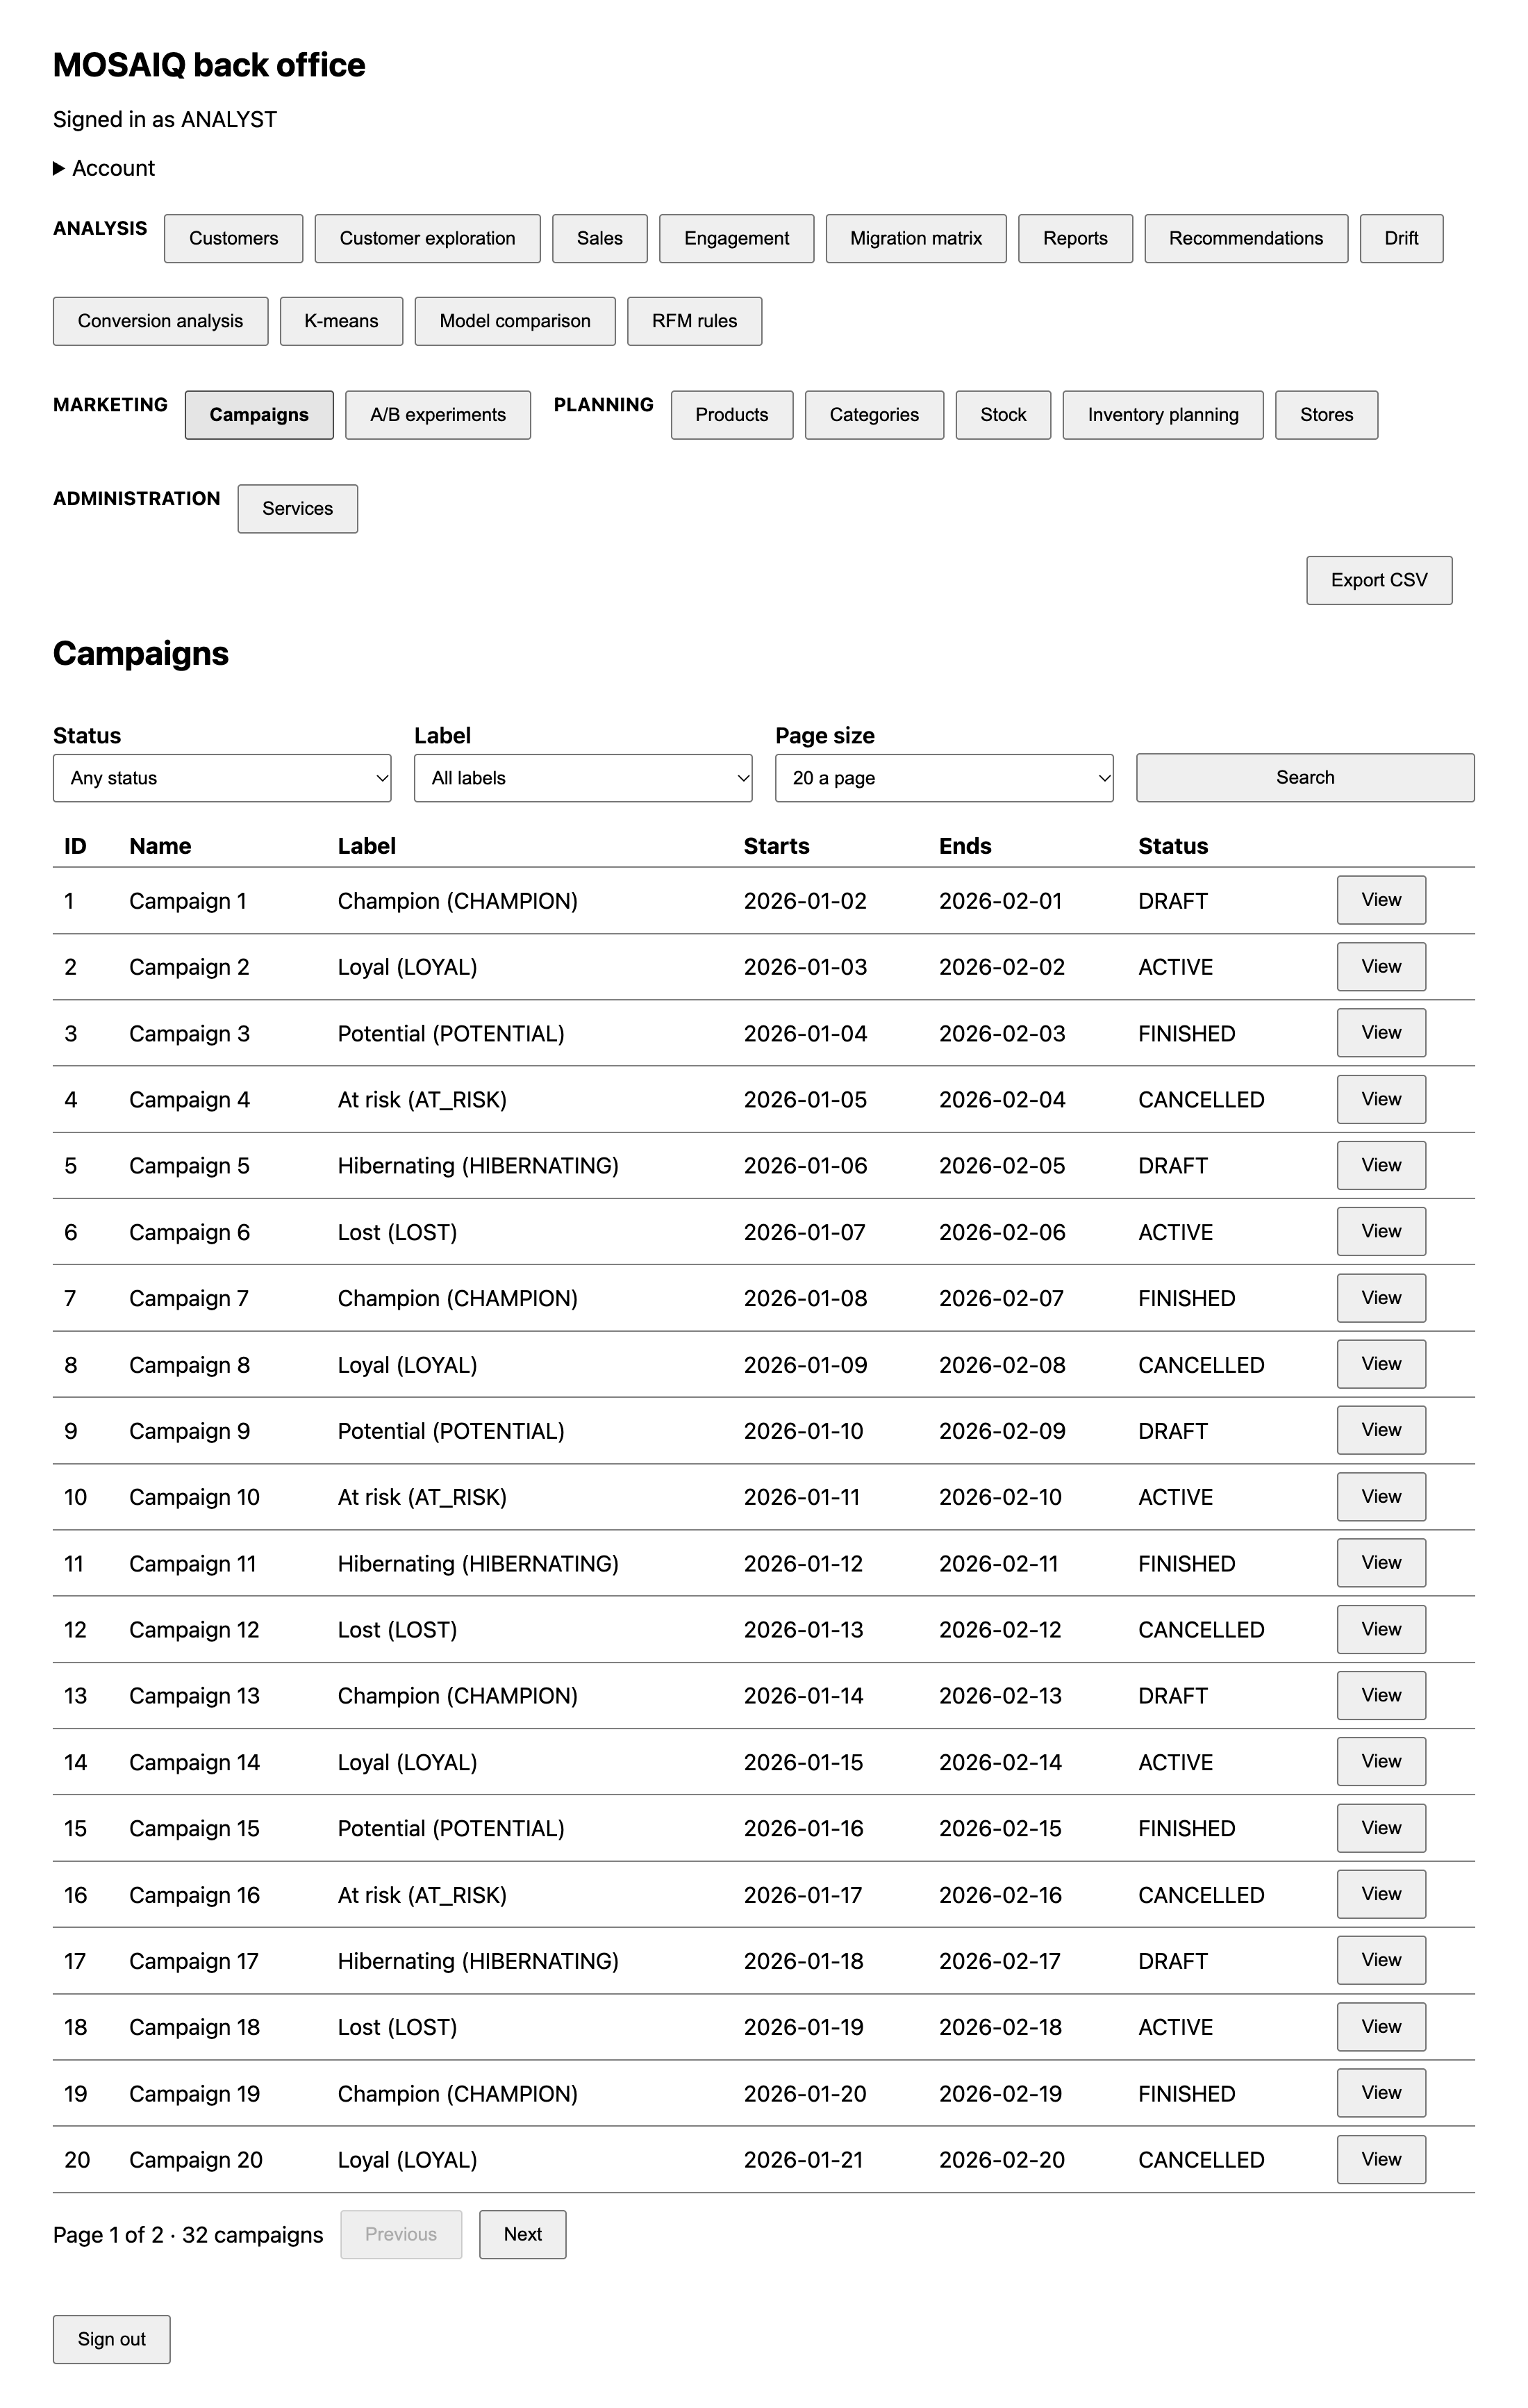 MOSAIQ back office
Signed in as ANALYST
Account
ANALYSIS Customers Customer exploration Sales Engagement Migration matrix Reports Recommendations Drift
Conversion analysis K-means Model comparison RFM rules
MARKETING Campaigns A/B experiments PLANNING Products Categories Stock Inventory planning Stores
ADMINISTRATION Services
Export CSV
Campaigns
Status Label Page size
Any status All labels 20 a page Search
ID Name Label Starts Ends Status
1 Campaign 1 Champion (CHAMPION) 2026-01-02 2026-02-01 DRAFT View
2 Campaign 2 Loyal (LOYAL) 2026-01-03 2026-02-02 ACTIVE View
3 Campaign 3 Potential (POTENTIAL) 2026-01-04 2026-02-03 FINISHED View
4 Campaign 4 At risk (AT_RISK) 2026-01-05 2026-02-04 CANCELLED View
5 Campaign 5 Hibernating (HIBERNATING) 2026-01-06 2026-02-05 DRAFT View
6 Campaign 6 Lost (LOST) 2026-01-07 2026-02-06 ACTIVE View
7 Campaign 7 Champion (CHAMPION) 2026-01-08 2026-02-07 FINISHED View
8 Campaign 8 Loyal (LOYAL) 2026-01-09 2026-02-08 CANCELLED View
9 Campaign 9 Potential (POTENTIAL) 2026-01-10 2026-02-09 DRAFT View
10 Campaign 10 At risk (AT_RISK) 2026-01-11 2026-02-10 ACTIVE View
11 Campaign 11 Hibernating (HIBERNATING) 2026-01-12 2026-02-11 FINISHED View
12 Campaign 12 Lost (LOST) 2026-01-13 2026-02-12 CANCELLED View
13 Campaign 13 Champion (CHAMPION) 2026-01-14 2026-02-13 DRAFT View
14 Campaign 14 Loyal (LOYAL) 2026-01-15 2026-02-14 ACTIVE View
15 Campaign 15 Potential (POTENTIAL) 2026-01-16 2026-02-15 FINISHED View
16 Campaign 16 At risk (AT_RISK) 2026-01-17 2026-02-16 CANCELLED View
17 Campaign 17 Hibernating (HIBERNATING) 2026-01-18 2026-02-17 DRAFT View
18 Campaign 18 Lost (LOST) 2026-01-19 2026-02-18 ACTIVE View
19 Campaign 19 Champion (CHAMPION) 2026-01-20 2026-02-19 FINISHED View
20 Campaign 20 Loyal (LOYAL) 2026-01-21 2026-02-20 CANCELLED View
Page 1 of 2 · 32 campaigns Previous Next
Sign out